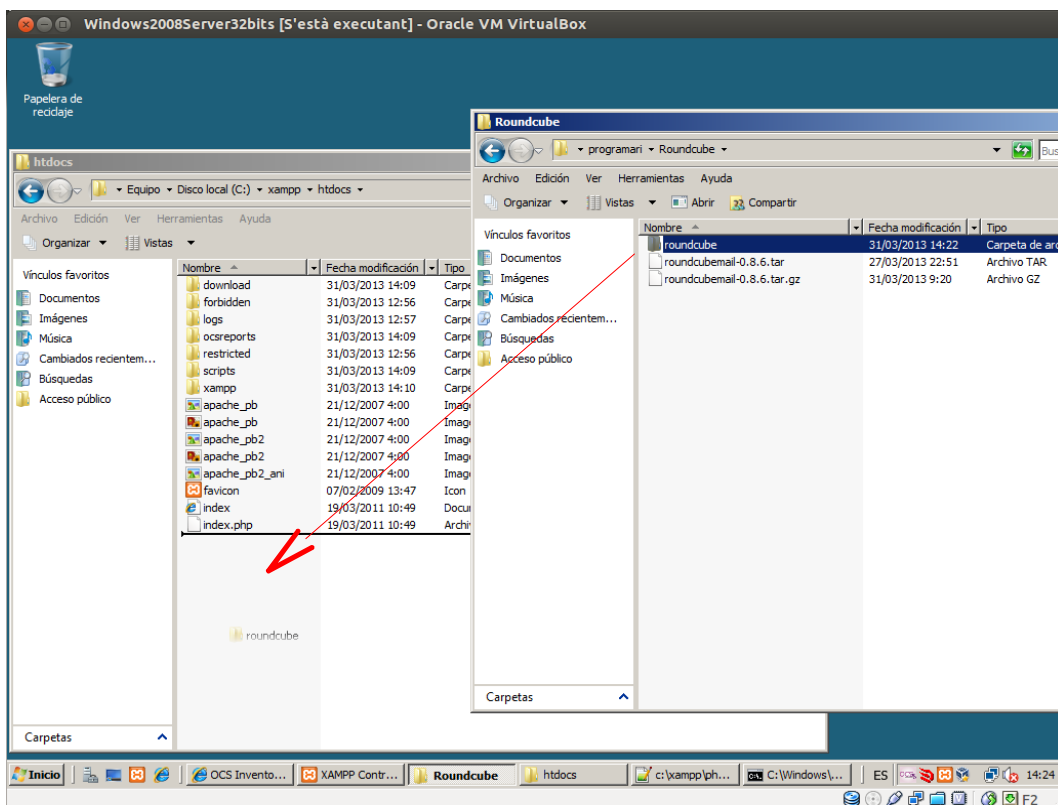 Windows2008Server32bits [S'està executant] - Oracle VM VirtualBox
Papelera de
reciclaje
Roundcube
programari Roundcube
Bus
Archivo Edición Ver Herramientas Ayuda
Organizar Vistas Abrir Compartir
Vínculos favoritos
Documentos
Imágenes
Música
Cambiados recientem...
Búsquedas
Acceso público
Nombre Fecha modificación Tipo
roundcube 31/03/2013 14:22 Carpeta de arc
roundcubemail-0.8.6.tar 27/03/2013 22:51 Archivo TAR
roundcubemail-0.8.6.tar.gz 31/03/2013 9:20 Archivo GZ
Carpetas
htdocs
Equipo Disco local (C:) xampp htdocs
Archivo Edición Ver Herramientas Ayuda
Organizar Vistas
Vínculos favoritos
Documentos
Imágenes
Música
Cambiados recientem...
Búsquedas
Acceso público
Nombre Fecha modificación Tipo
download 31/03/2013 14:09 Carpe
forbidden 31/03/2013 12:56 Carpe
logs 31/03/2013 12:57 Carpe
ocsreports 31/03/2013 14:09 Carpe
restricted 31/03/2013 12:56 Carpe
scripts 31/03/2013 14:09 Carpe
xampp 31/03/2013 14:10 Carpe
apache_pb 21/12/2007 4:00 Image
apache_pb 21/12/2007 4:00 Image
apache_pb2 21/12/2007 4:00 Image
apache_pb2 21/12/2007 4:00 Image
apache_pb2_ani 21/12/2007 4:00 Image
favicon 07/02/2009 13:47 Icon
index 19/03/2011 10:49 Docum
index.php 19/03/2011 10:49 Archiv
roundcube
Carpetas
Inicio OCS Invento... XAMPP Contr... Roundcube htdocs c:\xampp\ph... C:\Windows\... ES 14:24
F2